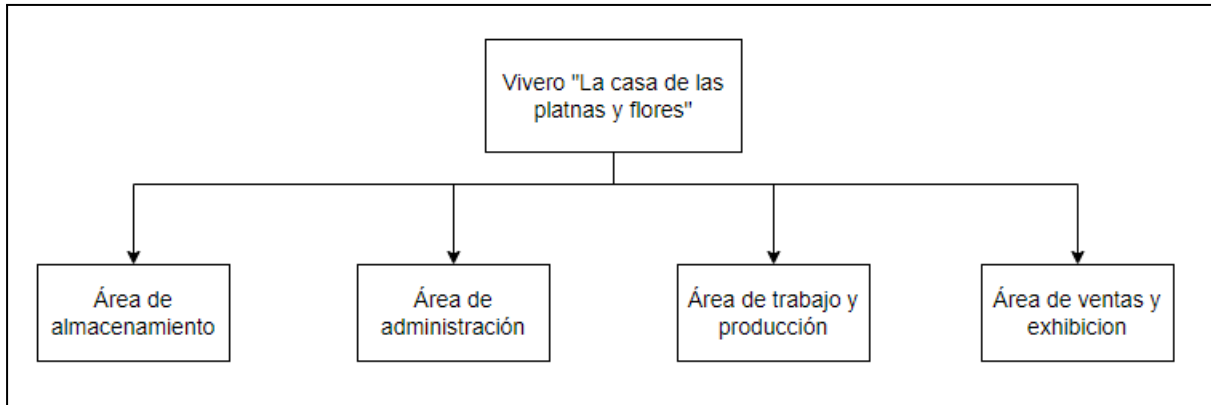 Vivero "La casa de las
platnas y flores"
Área de
almacenamiento
Área de
administración
Área de trabajo y
producción
Área de ventas y
exhibicion